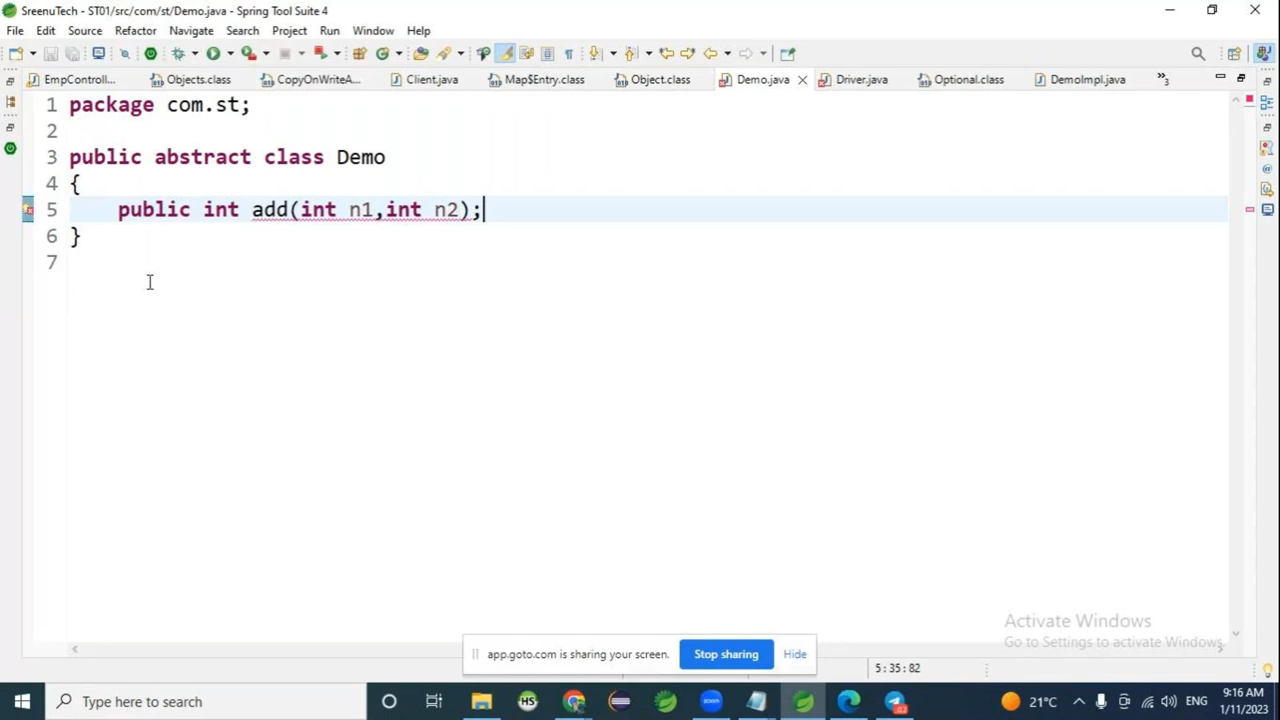 SreenuTech - ST01/src/com/st/Demo.java - Spring Tool Suite 4
File Edit Source Refactor Navigate Search Project Run Window Help
EmpControll... Objects.class CopyOnWriteA... Client.java Map$Entry.class Object.class Demo.java Driver.java Optional.class DemoImpl.java »3
1 package com.st;
2
3 public abstract class Demo
4 {
5 public int add(int n1,int n2);
6 }
7
Activate Windows
Go to Settings to activate Windows.
app.goto.com is sharing your screen. Stop sharing Hide
5:35:82
Type here to search
HS
21°C
ENG
9:16 AM
1/11/2023